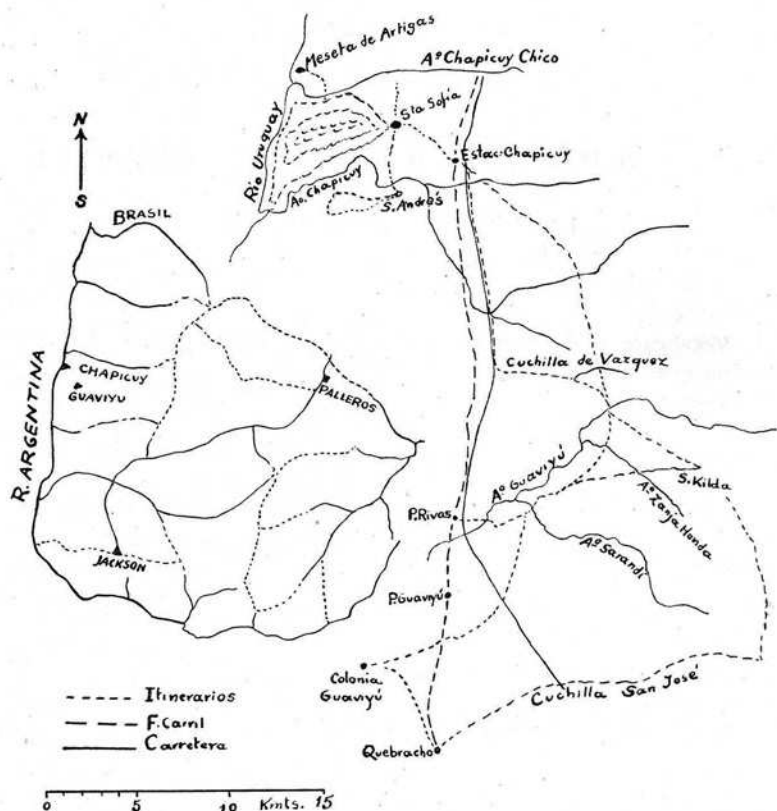 Meseta de Artigas
Aº Chapicuy Chico
N
S
Rio Uruguay
Sta Sofía
Estac. Chapicuy
Ao. Chapicuy
S. Andrés
BRASIL
R. ARGENTINA
CHAPICUY
GUAVIYU
PALLEROS
JACKSON
Cuchilla de Vazquez
Aº Guaviyú
S. Kilda
Aº Zanja Honda
P. Rivas
Aº Sarandí
P. Guaviyú
Colonia
Guaviyú
Cuchilla San José
Quebracho
Itinerarios
F. Carril
Carretera
0 5 10 Kmts. 15